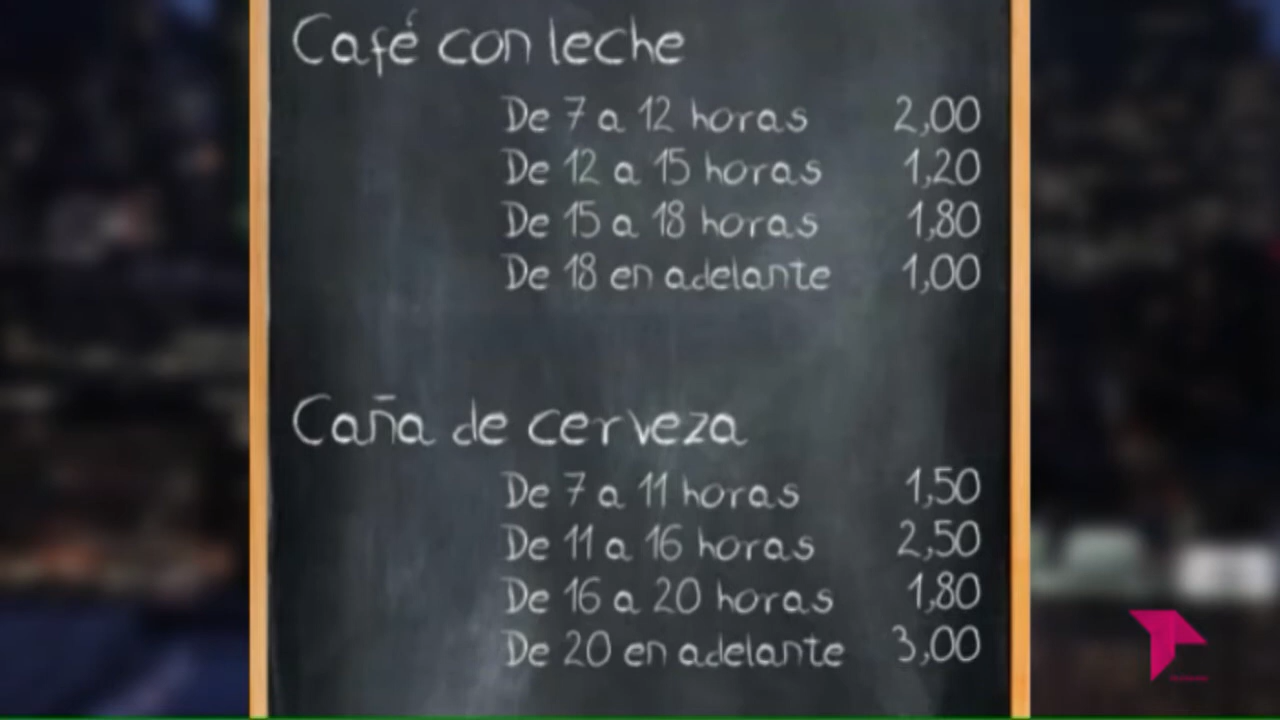 Café con leche
De 7 a 12 horas 2,00
De 12 a 15 horas 1,20
De 15 a 18 horas 1,80
De 18 en adelante 1,00
Caña de cerveza
De 7 a 11 horas 1,50
De 11 a 16 horas 2,50
De 16 a 20 horas 1,80
De 20 en adelante 3,00